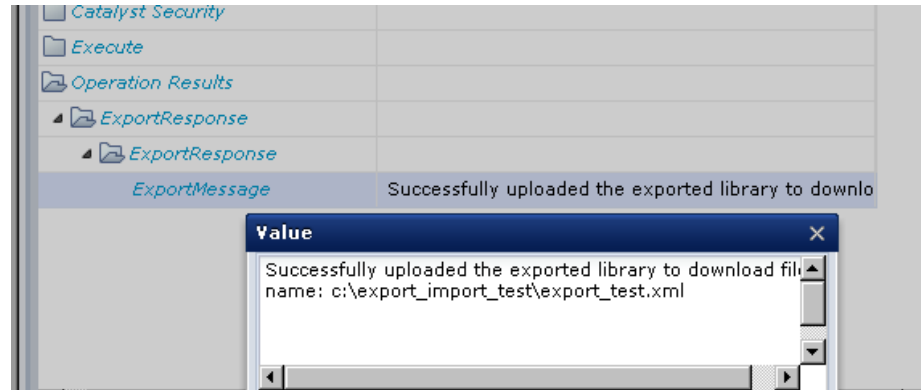 Catalyst Security
Execute
Operation Results
ExportResponse
ExportResponse
ExportMessage Successfully uploaded the exported library to downlo
Value
Successfully uploaded the exported library to download fil
name: c:\export_import_test\export_test.xml